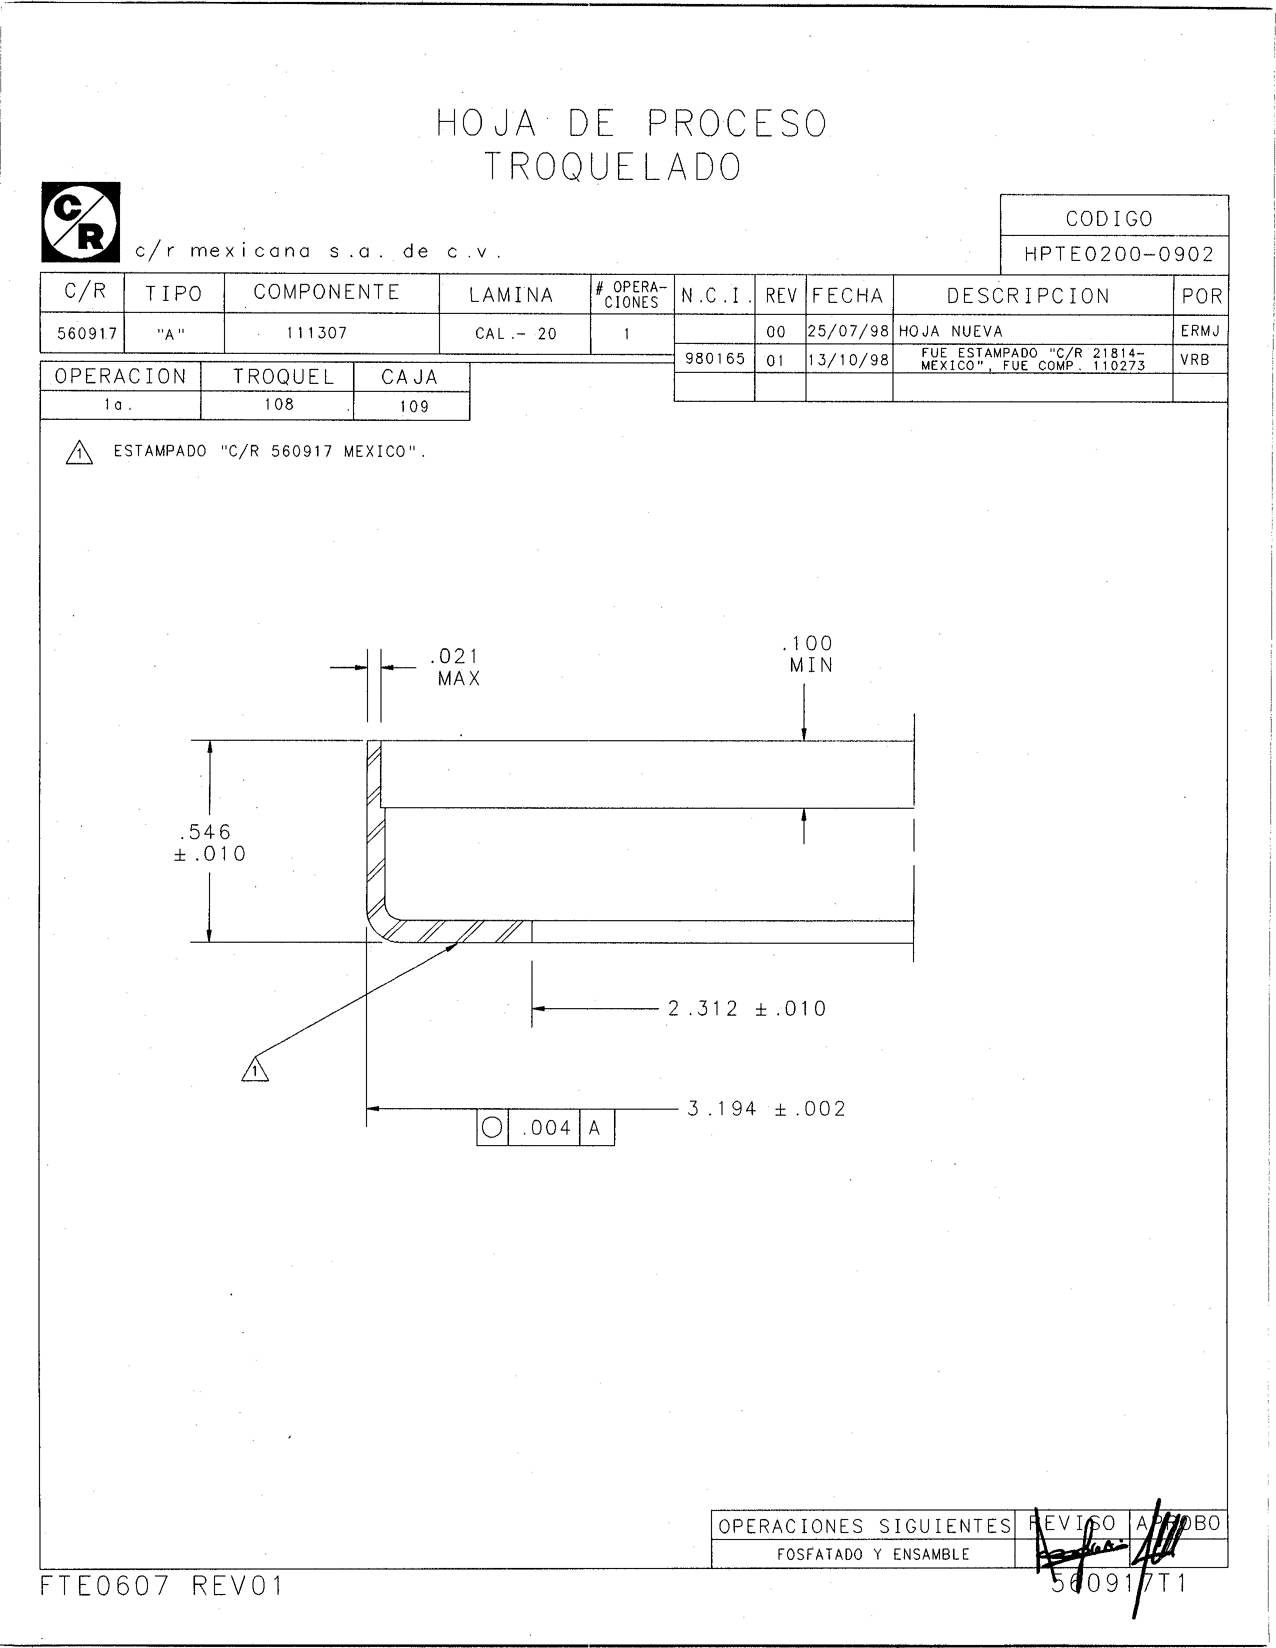 HOJA DE PROCESO
TROQUELADO
C/R
c/r mexicana s.a. de c.v.
CODIGO
HPTE0200-0902
C/R TIPO COMPONENTE LAMINA # OPERA-CIONES N.C.I. REV FECHA DESCRIPCION POR
560917 "A" 111307 CAL.- 20 1 00 25/07/98 HOJA NUEVA ERMJ
980165 01 13/10/98 FUE ESTAMPADO "C/R 21814-
MEXICO", FUE COMP. 110273 VRB
OPERACION TROQUEL CAJA
1a. 108 109
1 ESTAMPADO "C/R 560917 MEXICO".
.021
MAX
.100
MIN
.546
±.010
2.312 ±.010
1
3.194 ±.002
.004 A
OPERACIONES SIGUIENTES REVISO APROBO
FOSFATADO Y ENSAMBLE
FTE0607 REV01
560917T1